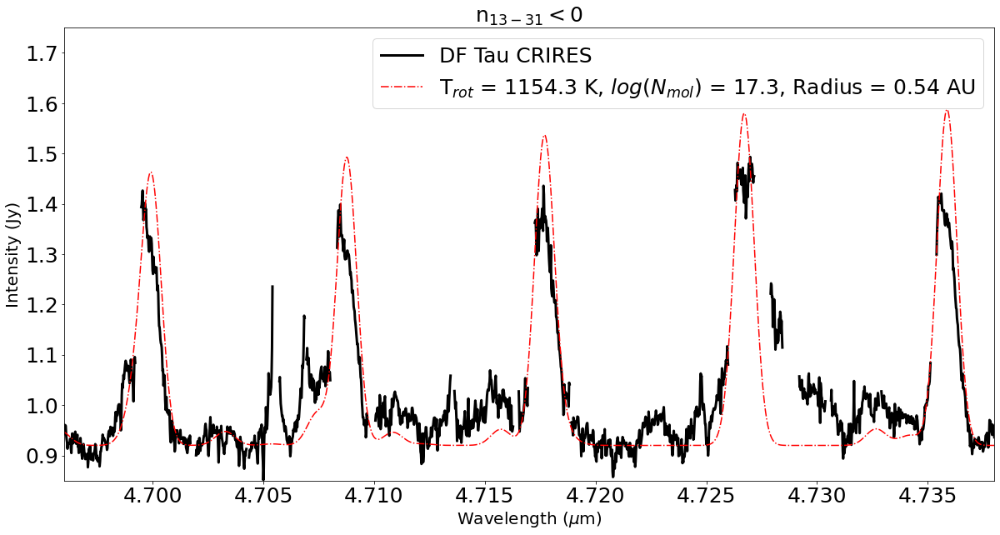 n13−31 < 0
DF Tau CRIRES
Trot = 1154.3 K, log(Nmol) = 17.3, Radius = 0.54 AU
Intensity (Jy)
1.7
1.6
1.5
1.4
1.3
1.2
1.1
1.0
0.9
4.700 4.705 4.710 4.715 4.720 4.725 4.730 4.735
Wavelength (μm)